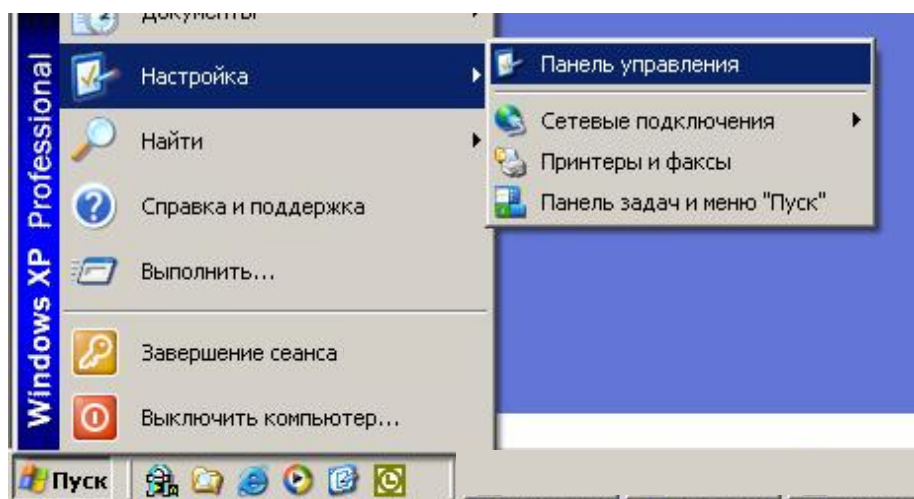 Документы
Настройка
Найти
Справка и поддержка
Выполнить...
Завершение сеанса
Выключить компьютер...
Панель управления
Сетевые подключения
Принтеры и факсы
Панель задач и меню "Пуск"
Windows XP Professional
Пуск